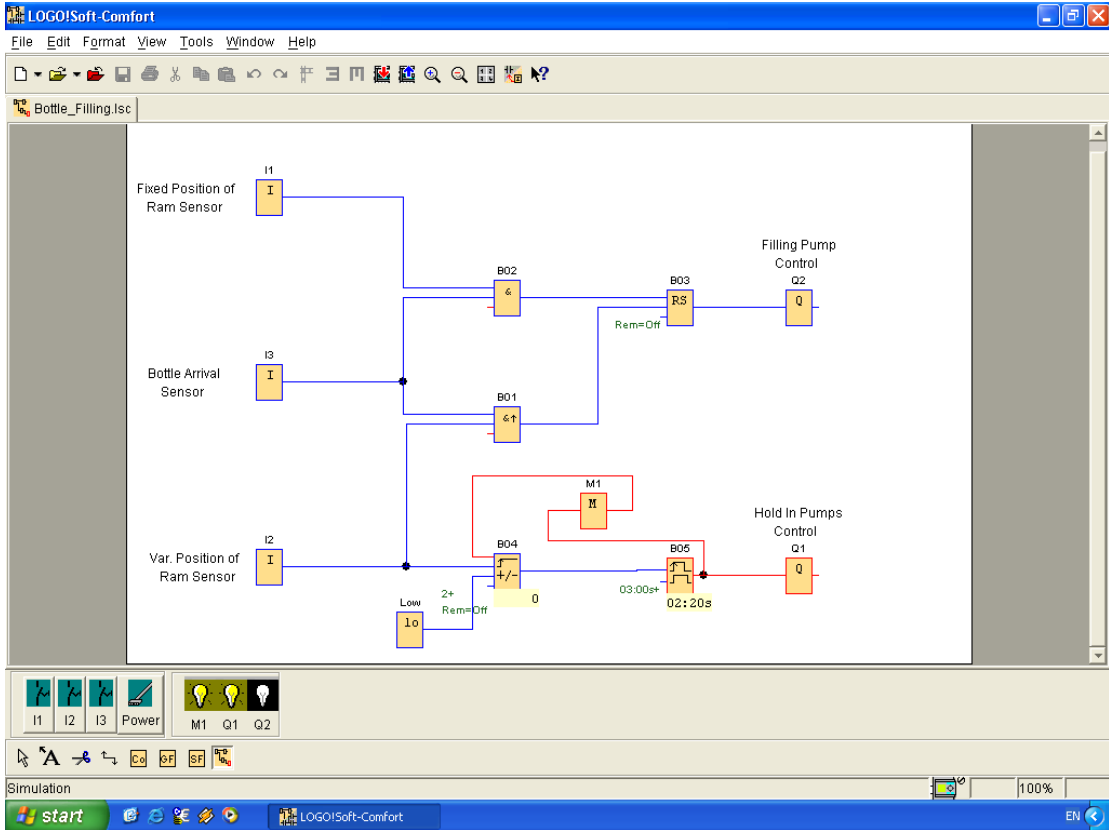 LOGO!Soft-Comfort
File Edit Format View Tools Window Help
Bottle_Filling.lsc
I1
Fixed Position of
Ram Sensor
I
Filling Pump
Control
B02
B03
Q2
&
RS
Q
Rem=Off
I3
Bottle Arrival
Sensor
I
B01
&↑
M1
M
Hold In Pumps
Control
I2
B04
B05
Q1
Var. Position of
Ram Sensor
I
+/-
Q
2+
Rem=Off
0
03:00s+
02:20s
Low
lo
I1 I2 I3 Power M1 Q1 Q2
A Co GF SF
Simulation 100%
start LOGO!Soft-Comfort EN